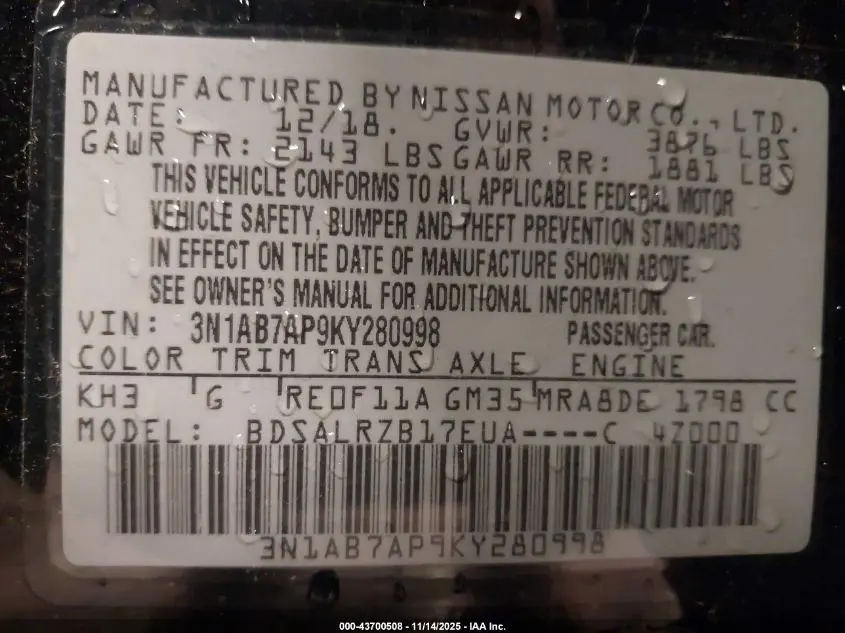 MANUFACTURED BY NISSAN MOTOR CO., LTD.
DATE: 12/18. GVWR: 3876 LBS
GAWR FR: 2143 LBS GAWR RR: 1881 LBS
THIS VEHICLE CONFORMS TO ALL APPLICABLE FEDERAL MOTOR
VEHICLE SAFETY, BUMPER AND THEFT PREVENTION STANDARDS
IN EFFECT ON THE DATE OF MANUFACTURE SHOWN ABOVE.
SEE OWNER'S MANUAL FOR ADDITIONAL INFORMATION.
VIN: 3N1AB7AP9KY280998 PASSENGER CAR.
COLOR TRIM TRANS AXLE ENGINE
KH3 G RE0F11A GM35 MRA8DE 1798 CC
MODEL: BDSALRZB17EUA----C 4Z000
3N1AB7AP9KY280998
000-43700508 - 11/14/2025 - IAA Inc.